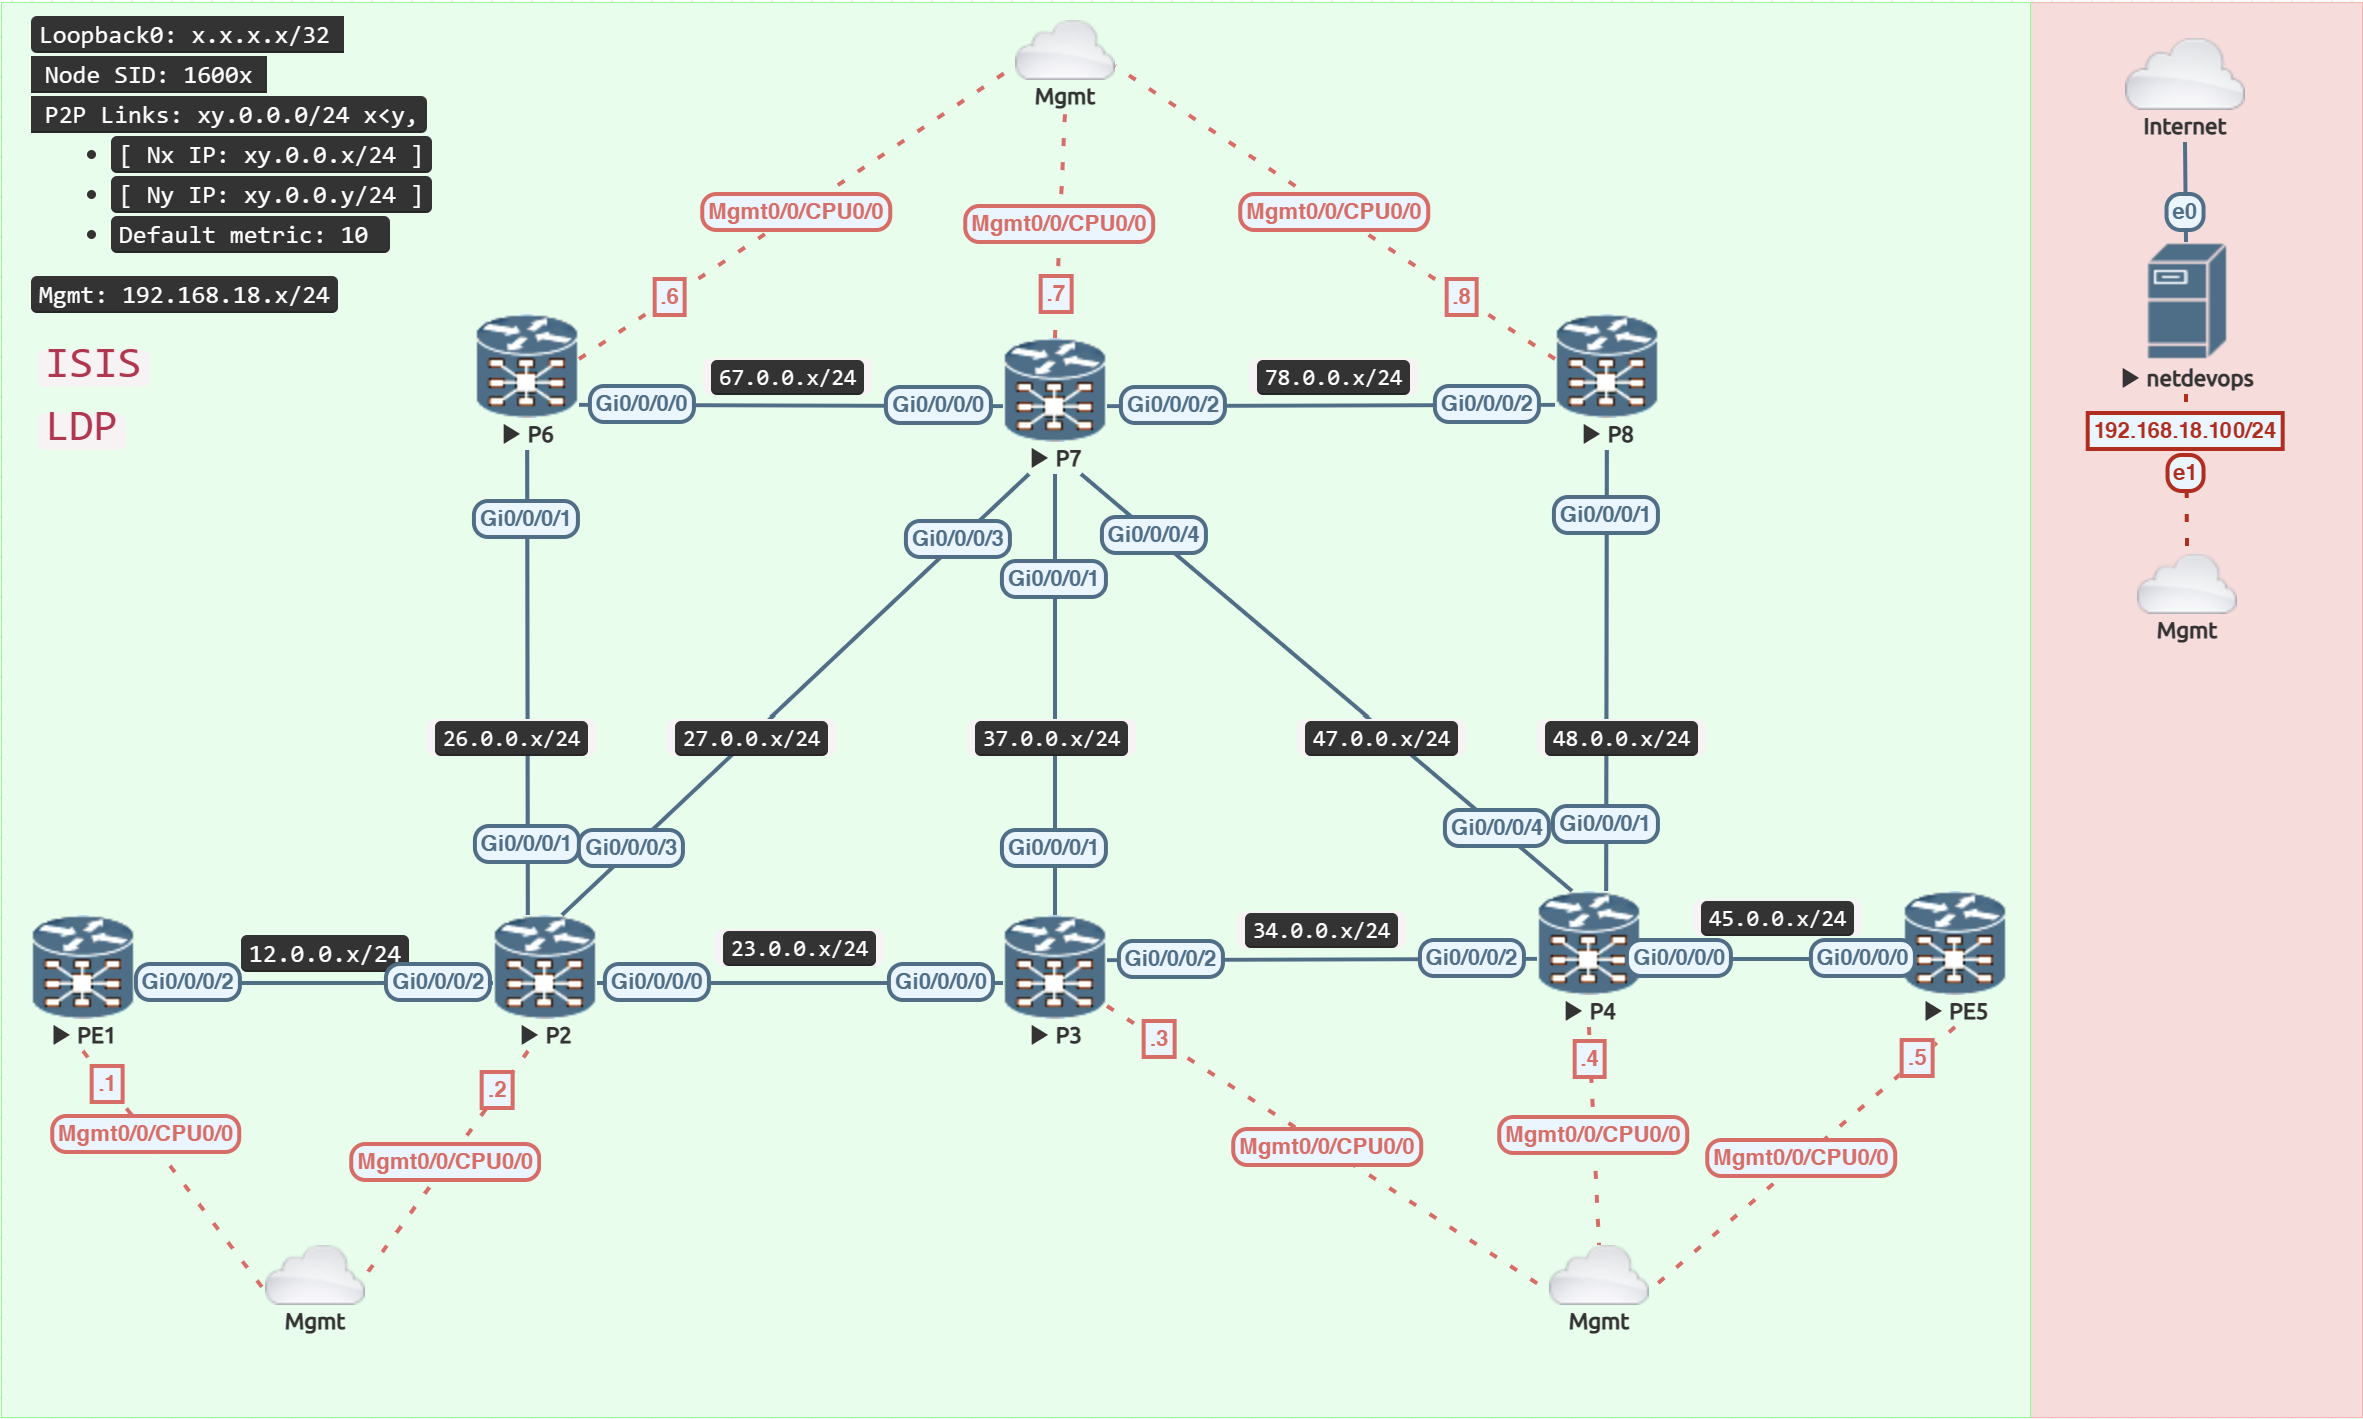 Loopback0: x.x.x.x/32
Node SID: 1600x
P2P Links: xy.0.0.0/24 x<y,
• [ Nx IP: xy.0.0.x/24 ]
• [ Ny IP: xy.0.0.y/24 ]
• Default metric: 10
Mgmt: 192.168.18.x/24
ISIS
LDP
Mgmt
Mgmt0/0/CPU0/0
Mgmt0/0/CPU0/0
Mgmt0/0/CPU0/0
.6
.7
.8
67.0.0.x/24
78.0.0.x/24
Gi0/0/0/0
Gi0/0/0/0
Gi0/0/0/2
Gi0/0/0/2
P6
P7
P8
Gi0/0/0/1
Gi0/0/0/3
Gi0/0/0/1
Gi0/0/0/4
Gi0/0/0/1
26.0.0.x/24
27.0.0.x/24
37.0.0.x/24
47.0.0.x/24
48.0.0.x/24
Gi0/0/0/1
Gi0/0/0/3
Gi0/0/0/1
Gi0/0/0/4
Gi0/0/0/1
12.0.0.x/24
23.0.0.x/24
34.0.0.x/24
45.0.0.x/24
Gi0/0/0/2
Gi0/0/0/2
Gi0/0/0/0
Gi0/0/0/0
Gi0/0/0/2
Gi0/0/0/2
Gi0/0/0/0
Gi0/0/0/0
PE1
P2
P3
P4
PE5
.1
.2
.3
.4
.5
Mgmt0/0/CPU0/0
Mgmt0/0/CPU0/0
Mgmt0/0/CPU0/0
Mgmt0/0/CPU0/0
Mgmt0/0/CPU0/0
Mgmt
Mgmt
Internet
e0
netdevops
192.168.18.100/24
e1
Mgmt